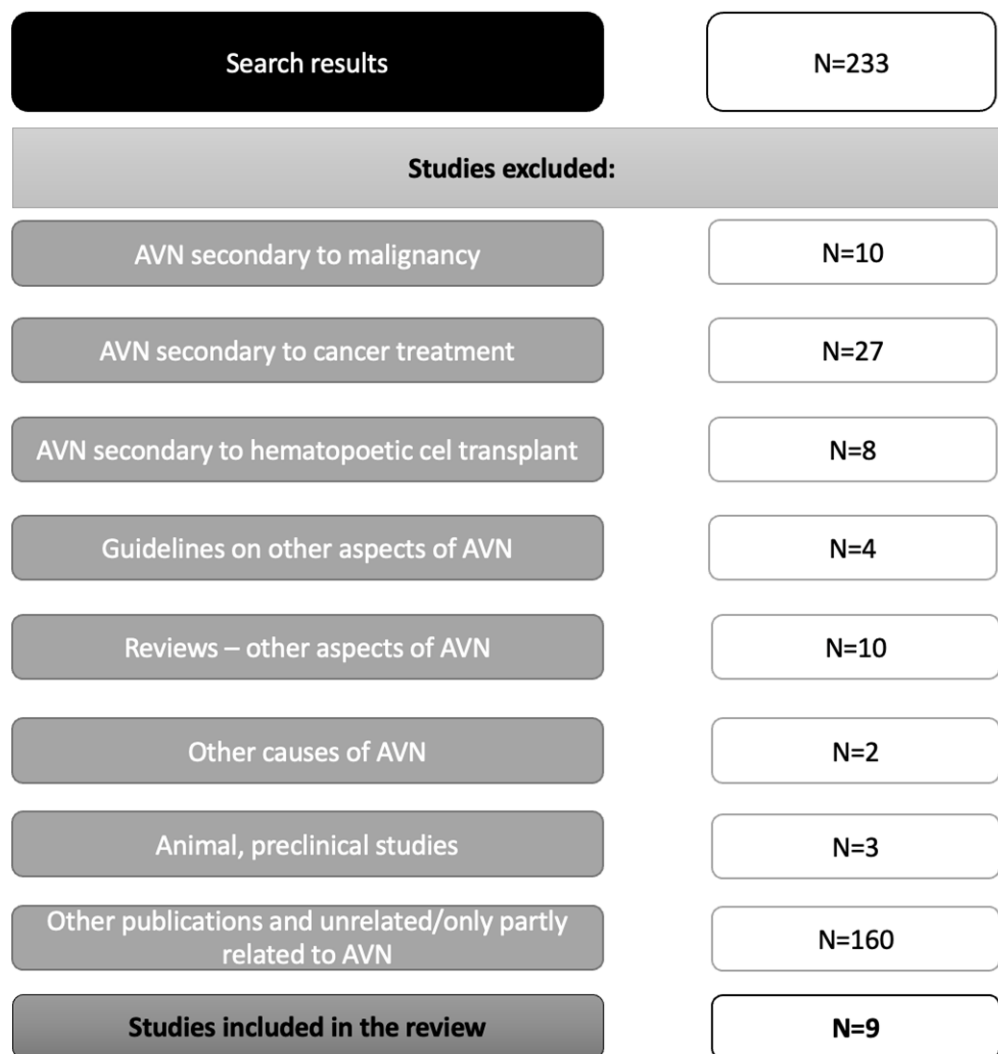 Search results
N=233
Studies excluded:
AVN secondary to malignancy
N=10
AVN secondary to cancer treatment
N=27
AVN secondary to hematopoetic cel transplant
N=8
Guidelines on other aspects of AVN
N=4
Reviews – other aspects of AVN
N=10
Other causes of AVN
N=2
Animal, preclinical studies
N=3
Other publications and unrelated/only partly
related to AVN
N=160
Studies included in the review
N=9